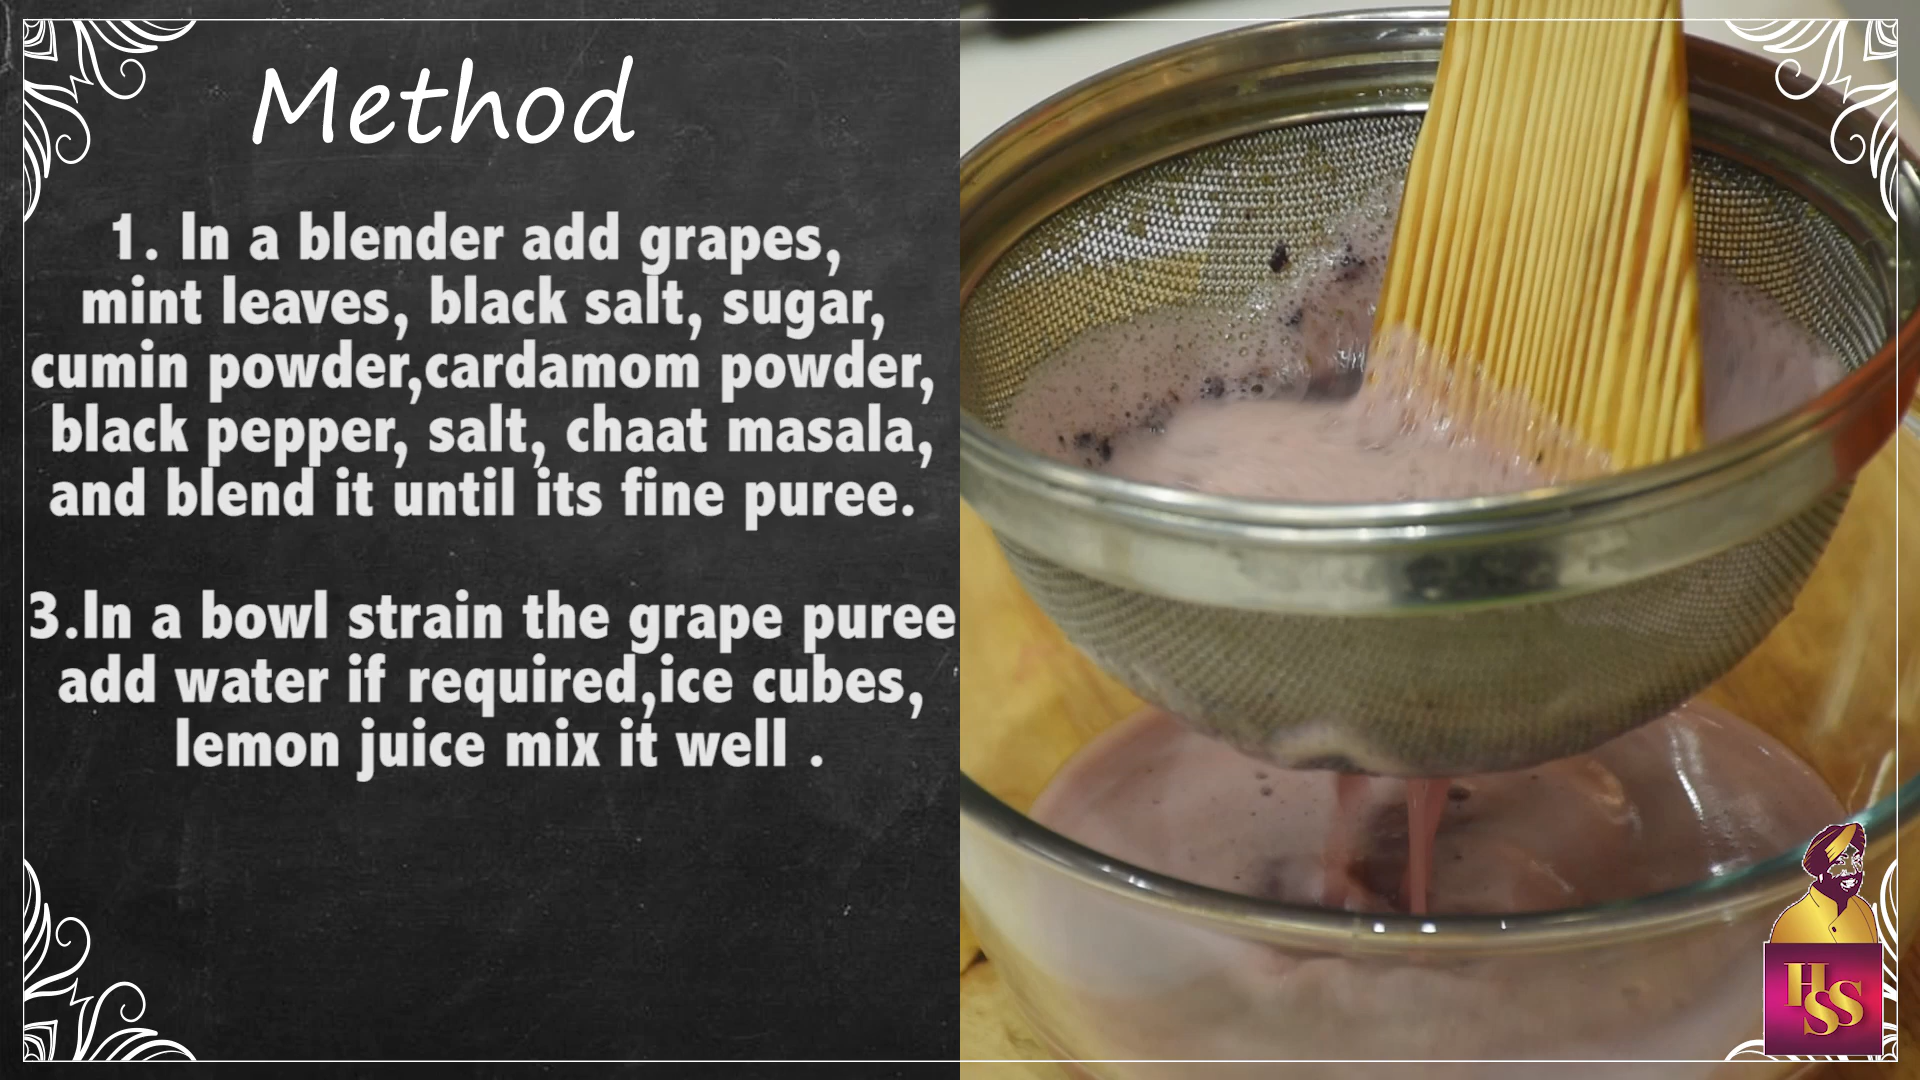 Method
1. In a blender add grapes,
mint leaves, black salt, sugar,
cumin powder,cardamom powder,
black pepper, salt, chaat masala,
and blend it until its fine puree.
3.In a bowl strain the grape puree
add water if required,ice cubes,
lemon juice mix it well .
HSS